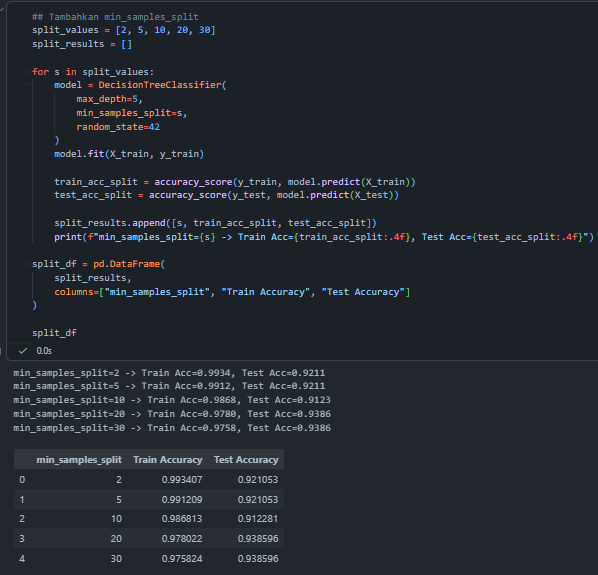 ## Tambahkan min_samples_split
split_values = [2, 5, 10, 20, 30]
split_results = []
for s in split_values:
    model = DecisionTreeClassifier(
        max_depth=5,
        min_samples_split=s,
        random_state=42
    )
    model.fit(X_train, y_train)
    train_acc_split = accuracy_score(y_train, model.predict(X_train))
    test_acc_split = accuracy_score(y_test, model.predict(X_test))
    split_results.append([s, train_acc_split, test_acc_split])
    print(f"min_samples_split={s} -> Train Acc={train_acc_split:.4f}, Test Acc={test_acc_split:.4f}")
split_df = pd.DataFrame(
    split_results,
    columns=["min_samples_split", "Train Accuracy", "Test Accuracy"]
)
split_df
0.0s
min_samples_split=2 -> Train Acc=0.9934, Test Acc=0.9211
min_samples_split=5 -> Train Acc=0.9912, Test Acc=0.9211
min_samples_split=10 -> Train Acc=0.9868, Test Acc=0.9123
min_samples_split=20 -> Train Acc=0.9780, Test Acc=0.9386
min_samples_split=30 -> Train Acc=0.9758, Test Acc=0.9386
min_samples_split Train Accuracy Test Accuracy
0 2 0.993407 0.921053
1 5 0.991209 0.921053
2 10 0.986813 0.912281
3 20 0.978022 0.938596
4 30 0.975824 0.938596